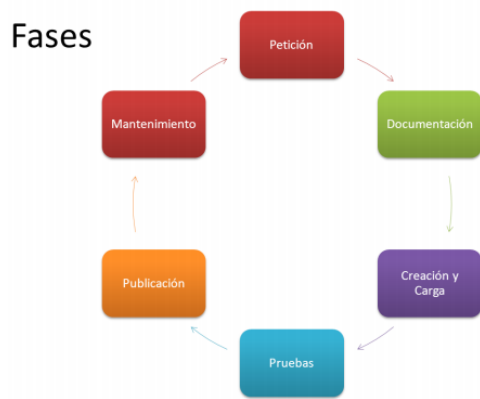 Fases
Petición
Documentación
Creación y
Carga
Pruebas
Publicación
Mantenimiento